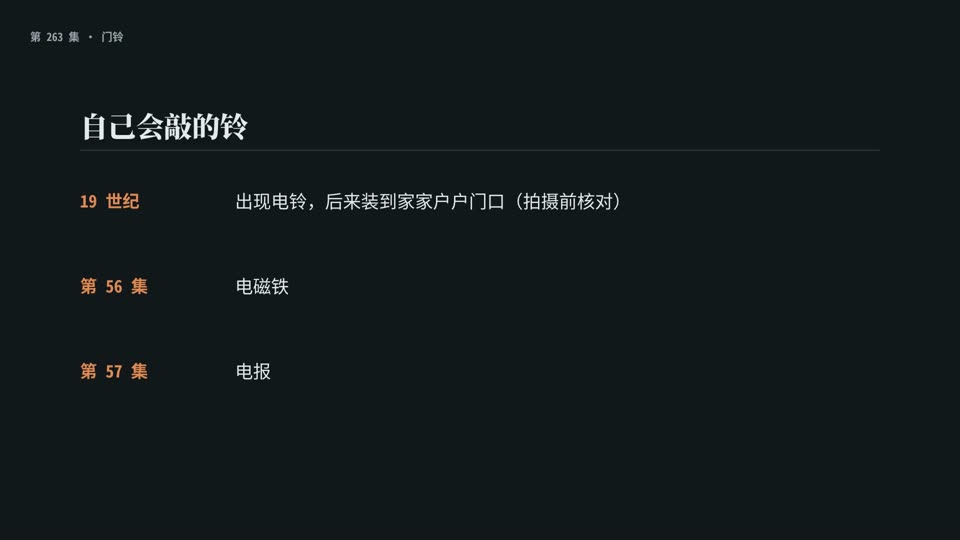 第 263 集 · 门铃
自己会敲的铃
19 世纪 出现电铃，后来装到家家户户门口（拍摄前核对）
第 56 集 电磁铁
第 57 集 电报